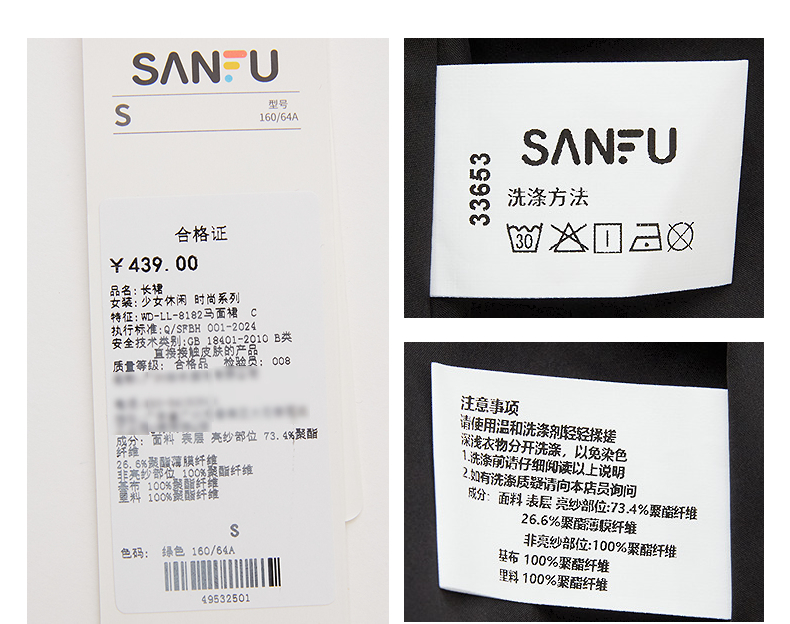 SANFU
S
型号
160/64A
合格证
￥439.00
品名:长裙
女装:少女休闲 时尚系列
特征:WD-LL-8182马面裙 C
执行标准:Q/SFBH 001-2024
安全技术类别:GB 18401-2010 B类
直接接触皮肤的产品
质量等级: 合格品 检验员: 008
成分: 面料 表层 亮纱部位 73.4%聚酯
纤维
26.6%聚酯薄膜纤维
非亮纱部位 100%聚酯纤维
基布 100%聚酯纤维
里料 100%聚酯纤维
S
色码: 绿色 160/64A
49532501
SANFU
33653
洗涤方法
30
注意事项
请使用温和洗涤剂轻轻揉搓
深浅衣物分开洗涤，以免染色
1.洗涤前请仔细阅读以上说明
2.如有洗涤质疑请向本店员询问
成分: 面料 表层 亮纱部位:73.4%聚酯纤维
26.6%聚酯薄膜纤维
非亮纱部位:100%聚酯纤维
基布 100%聚酯纤维
里料 100%聚酯纤维